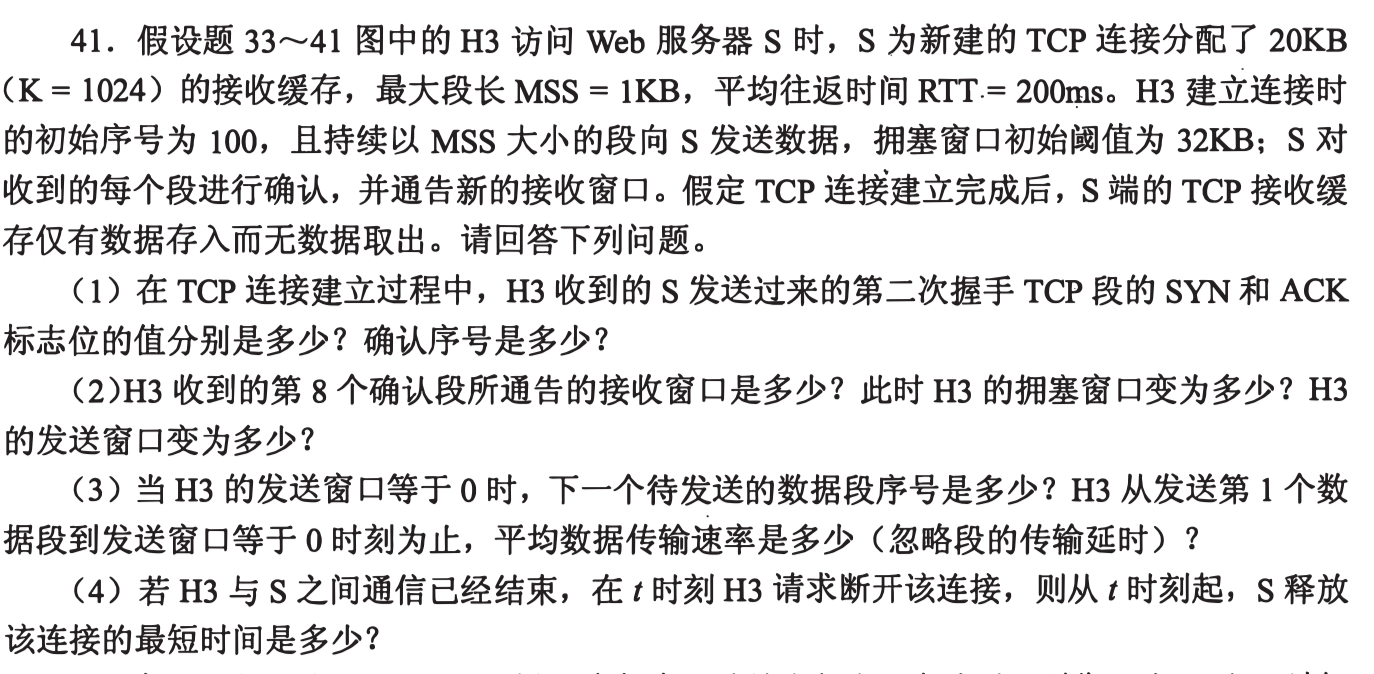 41．假设题 33～41 图中的 H3 访问 Web 服务器 S 时，S 为新建的 TCP 连接分配了 20KB
（K = 1024）的接收缓存，最大段长 MSS = 1KB，平均往返时间 RTT = 200ms。H3 建立连接时
的初始序号为 100，且持续以 MSS 大小的段向 S 发送数据，拥塞窗口初始阈值为 32KB；S 对
收到的每个段进行确认，并通告新的接收窗口。假定 TCP 连接建立完成后，S 端的 TCP 接收缓
存仅有数据存入而无数据取出。请回答下列问题。
（1）在 TCP 连接建立过程中，H3 收到的 S 发送过来的第二次握手 TCP 段的 SYN 和 ACK
标志位的值分别是多少？确认序号是多少？
（2）H3 收到的第 8 个确认段所通告的接收窗口是多少？此时 H3 的拥塞窗口变为多少？H3
的发送窗口变为多少？
（3）当 H3 的发送窗口等于 0 时，下一个待发送的数据段序号是多少？H3 从发送第 1 个数
据段到发送窗口等于 0 时刻为止，平均数据传输速率是多少（忽略段的传输延时）？
（4）若 H3 与 S 之间通信已经结束，在 t 时刻 H3 请求断开该连接，则从 t 时刻起，S 释放
该连接的最短时间是多少？